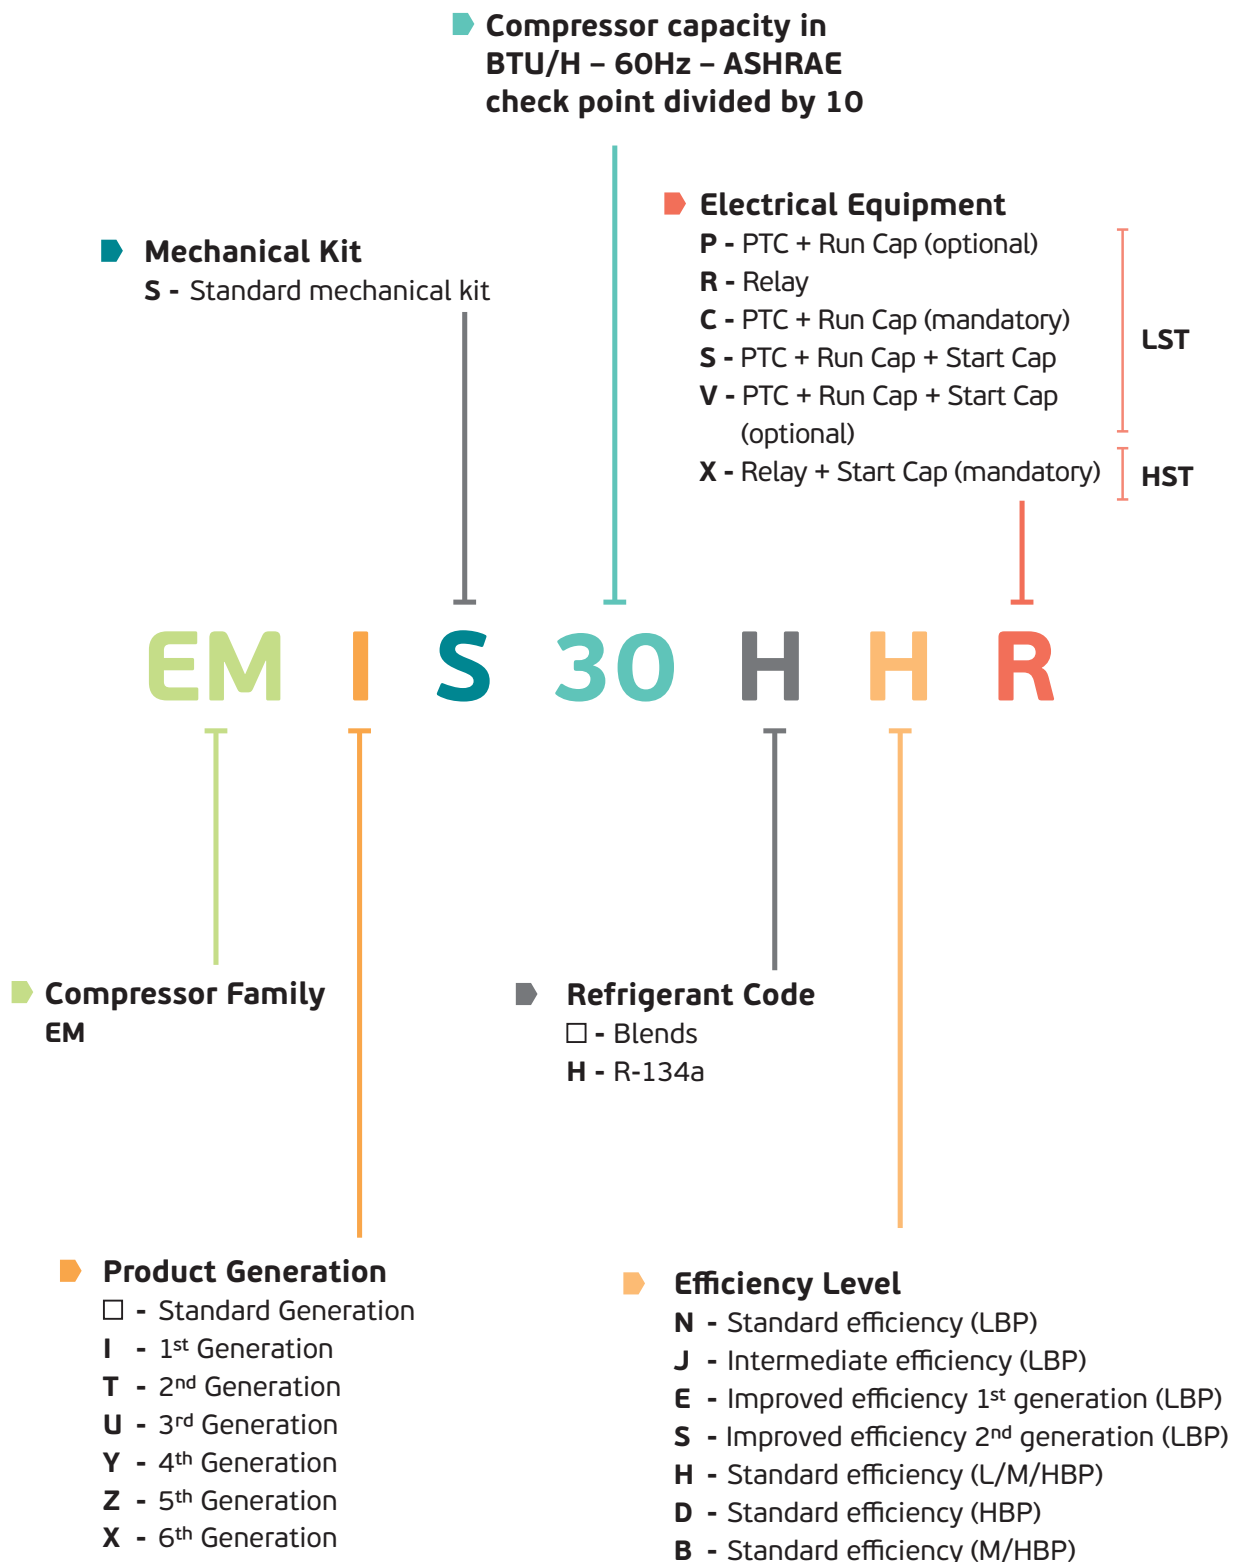 Compressor capacity in
BTU/H – 60Hz – ASHRAE
check point divided by 10
Electrical Equipment
P - PTC + Run Cap (optional)
R - Relay
C - PTC + Run Cap (mandatory)
S - PTC + Run Cap + Start Cap
V - PTC + Run Cap + Start Cap
(optional)
X - Relay + Start Cap (mandatory)
LST
HST
Mechanical Kit
S - Standard mechanical kit
EM I S 30 H H R
Compressor Family
EM
Refrigerant Code
□ - Blends
H - R-134a
Product Generation
□ - Standard Generation
I - 1st Generation
T - 2nd Generation
U - 3rd Generation
Y - 4th Generation
Z - 5th Generation
X - 6th Generation
Efficiency Level
N - Standard efficiency (LBP)
J - Intermediate efficiency (LBP)
E - Improved efficiency 1st generation (LBP)
S - Improved efficiency 2nd generation (LBP)
H - Standard efficiency (L/M/HBP)
D - Standard efficiency (HBP)
B - Standard efficiency (M/HBP)